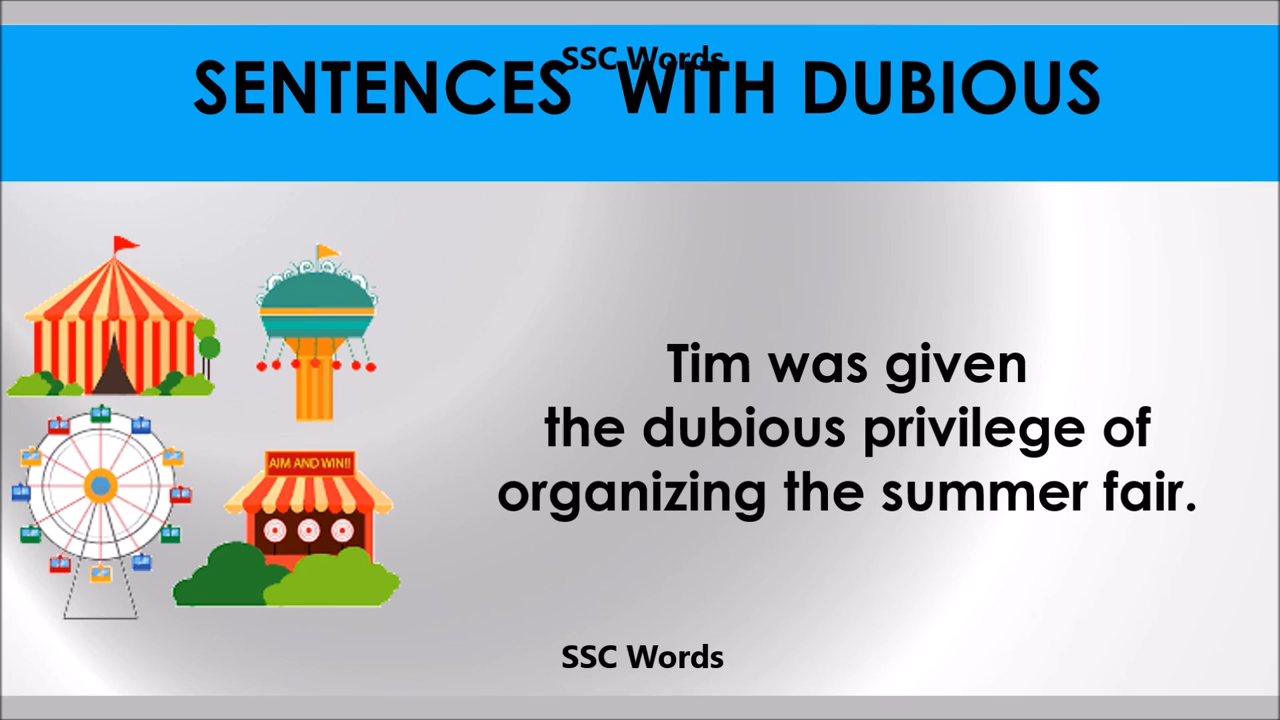 SSC Words
SENTENCES WITH DUBIOUS
AIM AND WIN!!
Tim was given
the dubious privilege of
organizing the summer fair.
SSC Words